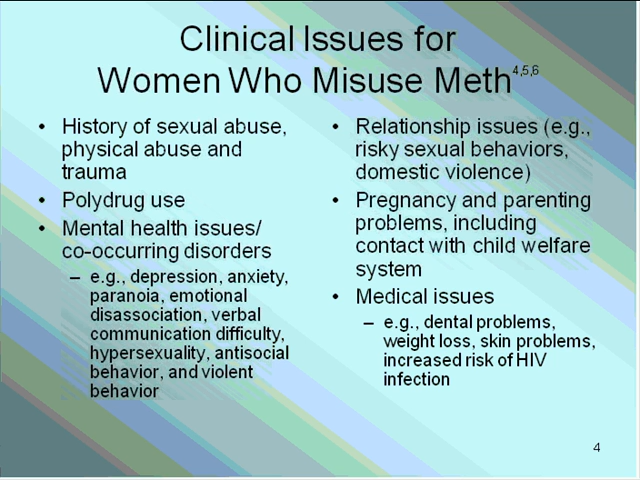 Clinical Issues for
Women Who Misuse Meth4,5,6
• History of sexual abuse,
physical abuse and
trauma
• Polydrug use
• Mental health issues/
co-occurring disorders
– e.g., depression, anxiety,
paranoia, emotional
disassociation, verbal
communication difficulty,
hypersexuality, antisocial
behavior, and violent
behavior
• Relationship issues (e.g.,
risky sexual behaviors,
domestic violence)
• Pregnancy and parenting
problems, including
contact with child welfare
system
• Medical issues
– e.g., dental problems,
weight loss, skin problems,
increased risk of HIV
infection
4